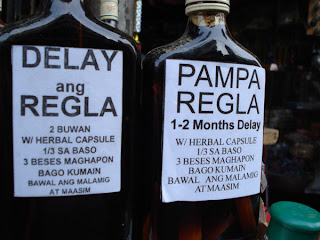 DELAY
ang
REGLA
2 BUWAN
W/ HERBAL CAPSULE
1/3 SA BASO
3 BESES MAGHAPON
BAGO KUMAIN
BAWAL ANG MALAMIG
AT MAASIM
PAMPA
REGLA
1-2 Months Delay
W/ HERBAL CAPSULE
1/3 SA BASO
3 BESES MAGHAPON
BAGO KUMAIN
BAWAL ANG MALAMIG
AT MAASIM